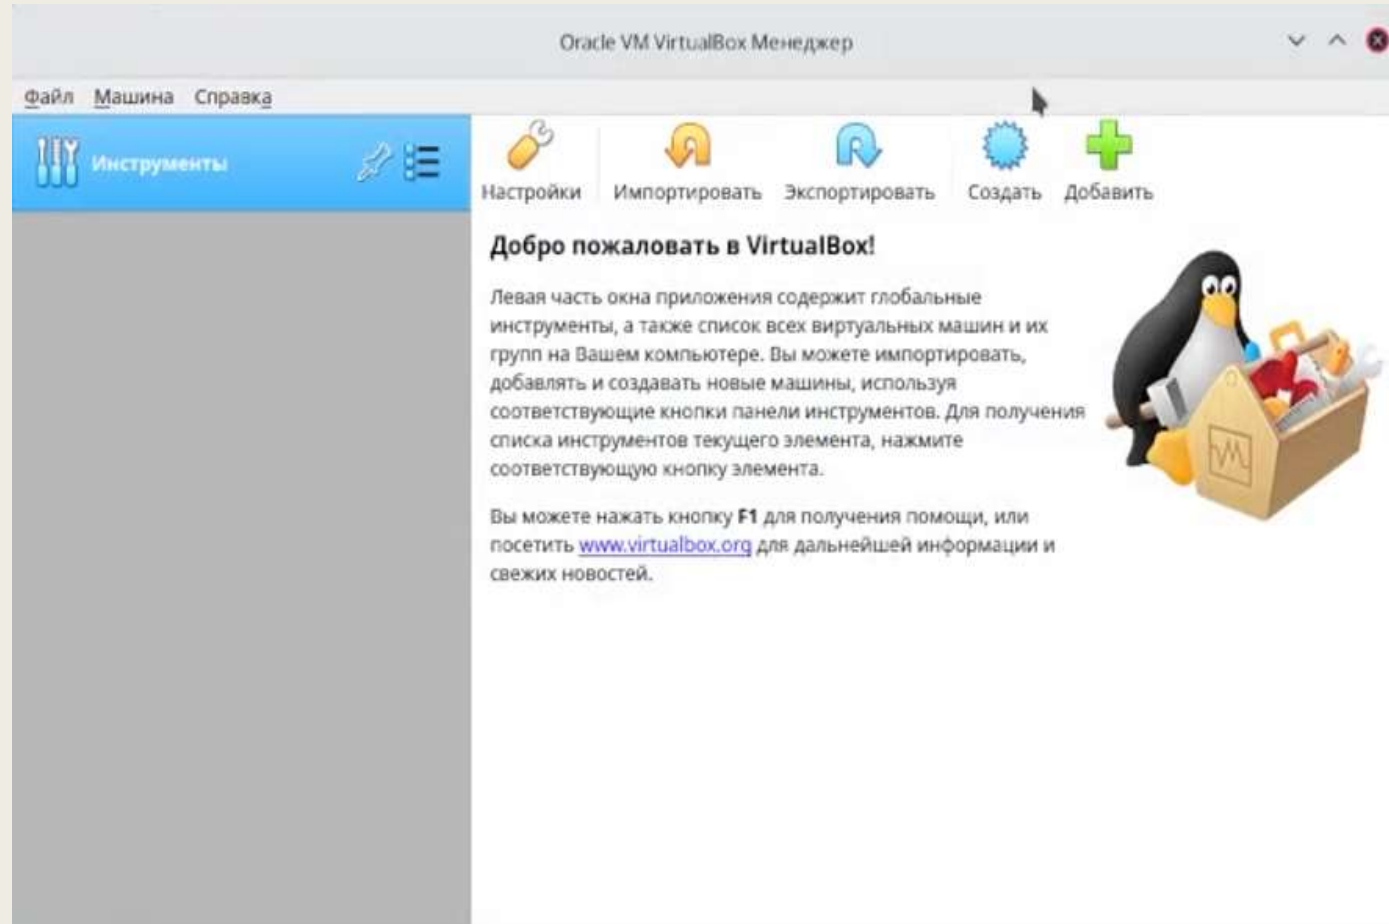 Oracle VM VirtualBox Менеджер
Файл Машина Справка
Инструменты
Настройки Импортировать Экспортировать Создать Добавить
Добро пожаловать в VirtualBox!
Левая часть окна приложения содержит глобальные
инструменты, а также список всех виртуальных машин и их
групп на Вашем компьютере. Вы можете импортировать,
добавлять и создавать новые машины, используя
соответствующие кнопки панели инструментов. Для получения
списка инструментов текущего элемента, нажмите
соответствующую кнопку элемента.
Вы можете нажать кнопку F1 для получения помощи, или
посетить www.virtualbox.org для дальнейшей информации и
свежих новостей.